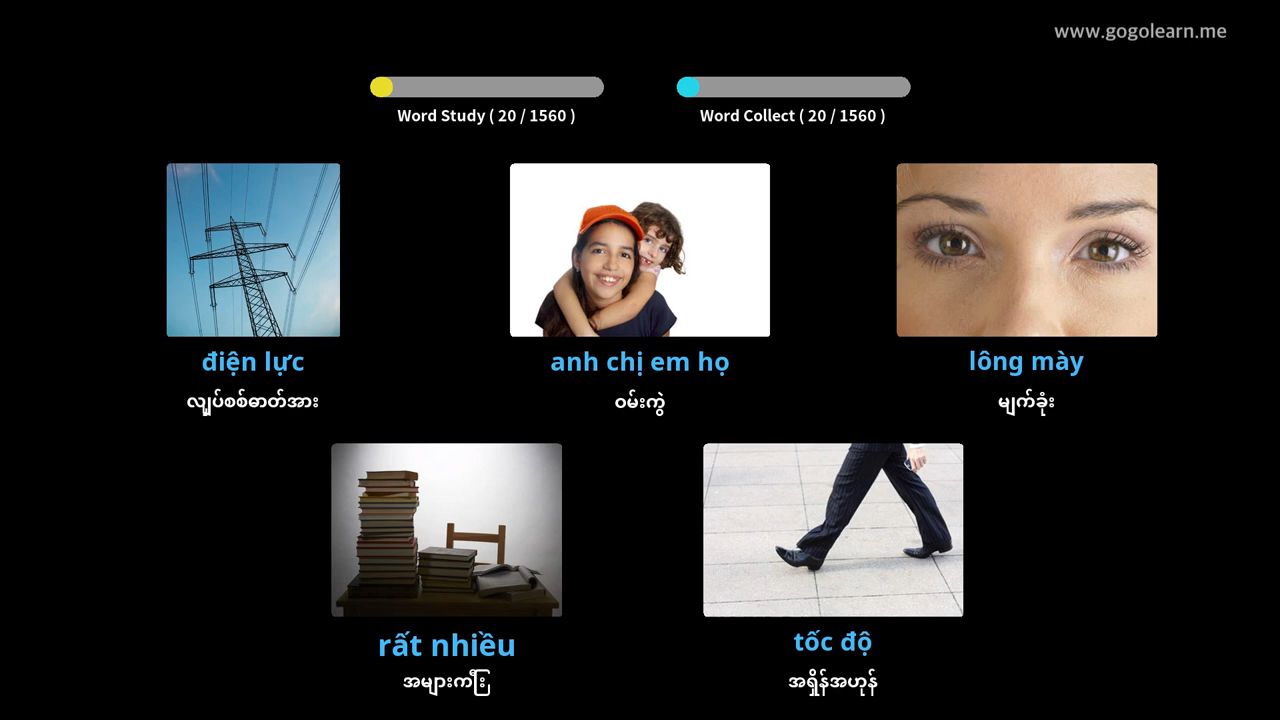 www.gogolearn.me
Word Study ( 20 / 1560 )
Word Collect ( 20 / 1560 )
điện lực
anh chị em họ
lông mày
လျှပ်စစ်ဓာတ်အား
ဝမ်းကွဲ
မျက်ခုံး
rất nhiều
tốc độ
အများကြီး
အရှိန်အဟုန်